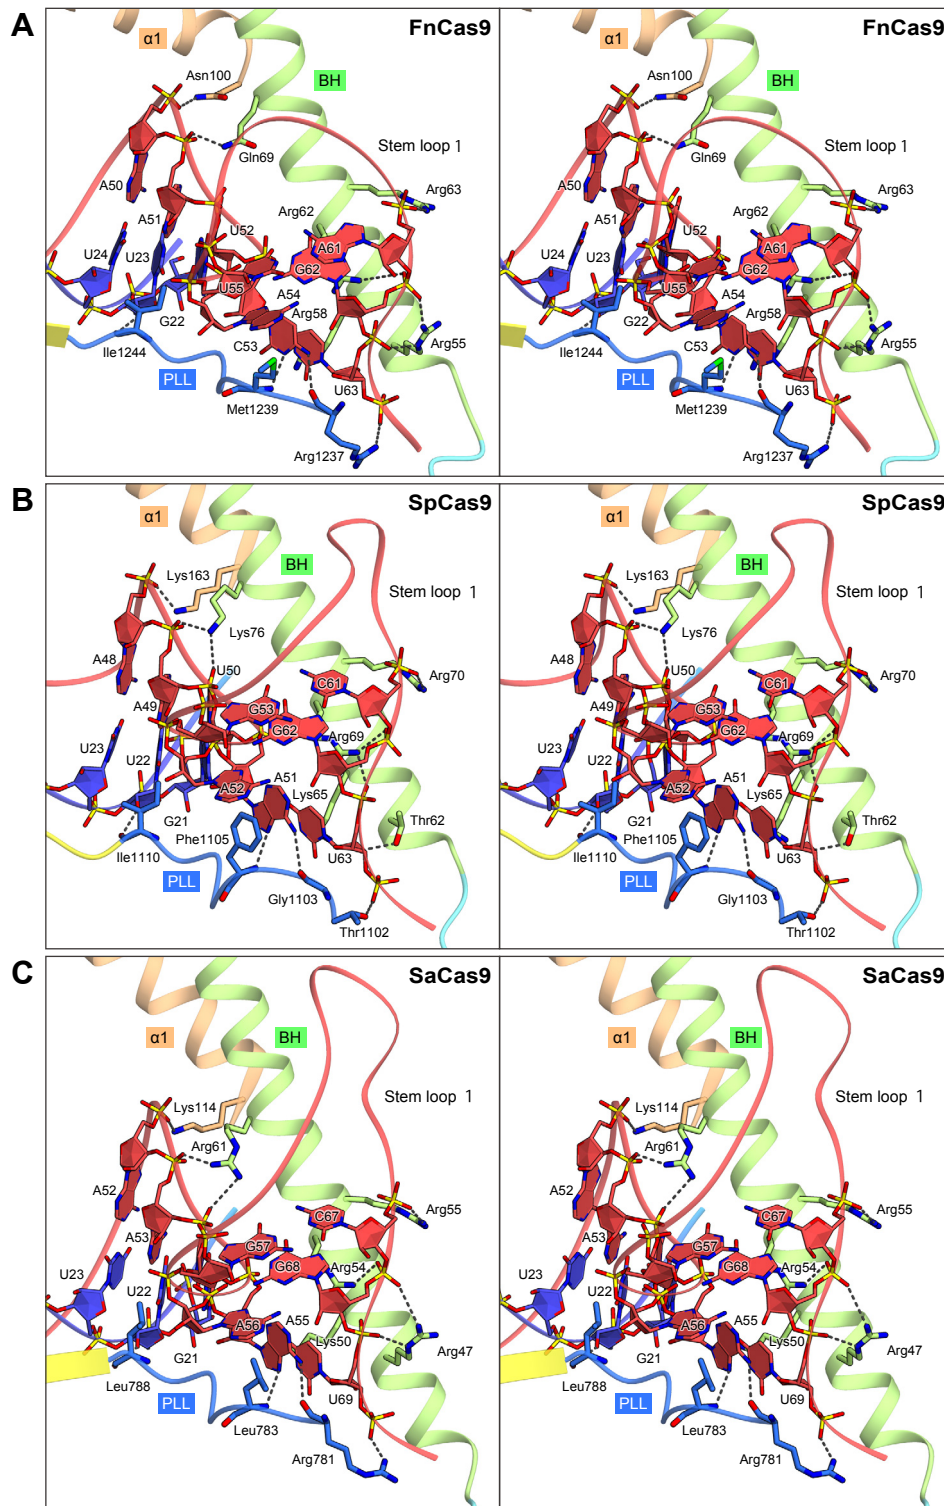 A
FnCas9
α1
BH
Asn100
Gln69
Stem loop 1
A50
Arg63
A51
Arg62
U52
A61
U24
U23
G62
U55
A54
G22
Arg58
Ile1244
C53
Arg55
PLL
Met1239
U63
Arg1237
FnCas9
α1
BH
Asn100
Gln69
Stem loop 1
A50
Arg63
A51
Arg62
U52
A61
U24
U23
G62
U55
A54
G22
Arg58
Ile1244
C53
Arg55
PLL
Met1239
U63
Arg1237
B
SpCas9
α1
BH
Lys163
Stem loop 1
Lys76
A48
U50
C61
Arg70
A49
G53
G62
Arg69
U23
U22
A51
A52
Lys65
G21
Thr62
Phe1105
Ile1110
U63
PLL
Gly1103
Thr1102
SpCas9
α1
BH
Lys163
Stem loop 1
Lys76
A48
U50
C61
Arg70
A49
G53
G62
Arg69
U23
U22
A51
A52
Lys65
G21
Thr62
Phe1105
Ile1110
U63
PLL
Gly1103
Thr1102
C
SaCas9
α1
BH
Stem loop 1
Lys114
Arg61
A52
Arg55
C67
A53
G57
G68
Arg54
U23
U22
A56
A55
Lys50
G21
Arg47
Leu788
U69
PLL
Leu783
Arg781
SaCas9
α1
BH
Stem loop 1
Lys114
Arg61
A52
Arg55
C67
A53
G57
G68
Arg54
U23
U22
A56
A55
Lys50
G21
Arg47
Leu788
U69
PLL
Leu783
Arg781